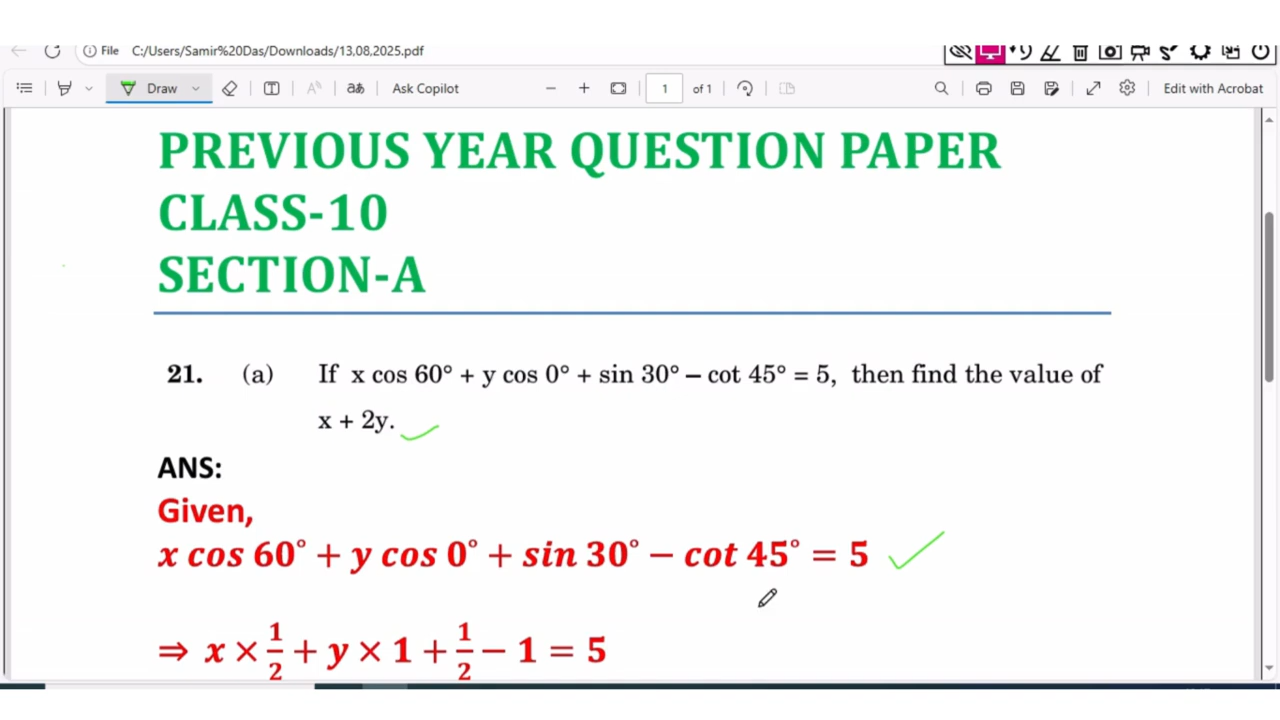 File C:/Users/Samir%20Das/Downloads/13,08,2025.pdf
Draw aあ Ask Copilot 1 of 1 Edit with Acrobat
PREVIOUS YEAR QUESTION PAPER
CLASS-10
SECTION-A
21. (a) If x cos 60° + y cos 0° + sin 30° – cot 45° = 5, then find the value of
x + 2y.
ANS:
Given,
x cos 60° + y cos 0° + sin 30° − cot 45° = 5
⇒ x × 1/2 + y × 1 + 1/2 − 1 = 5